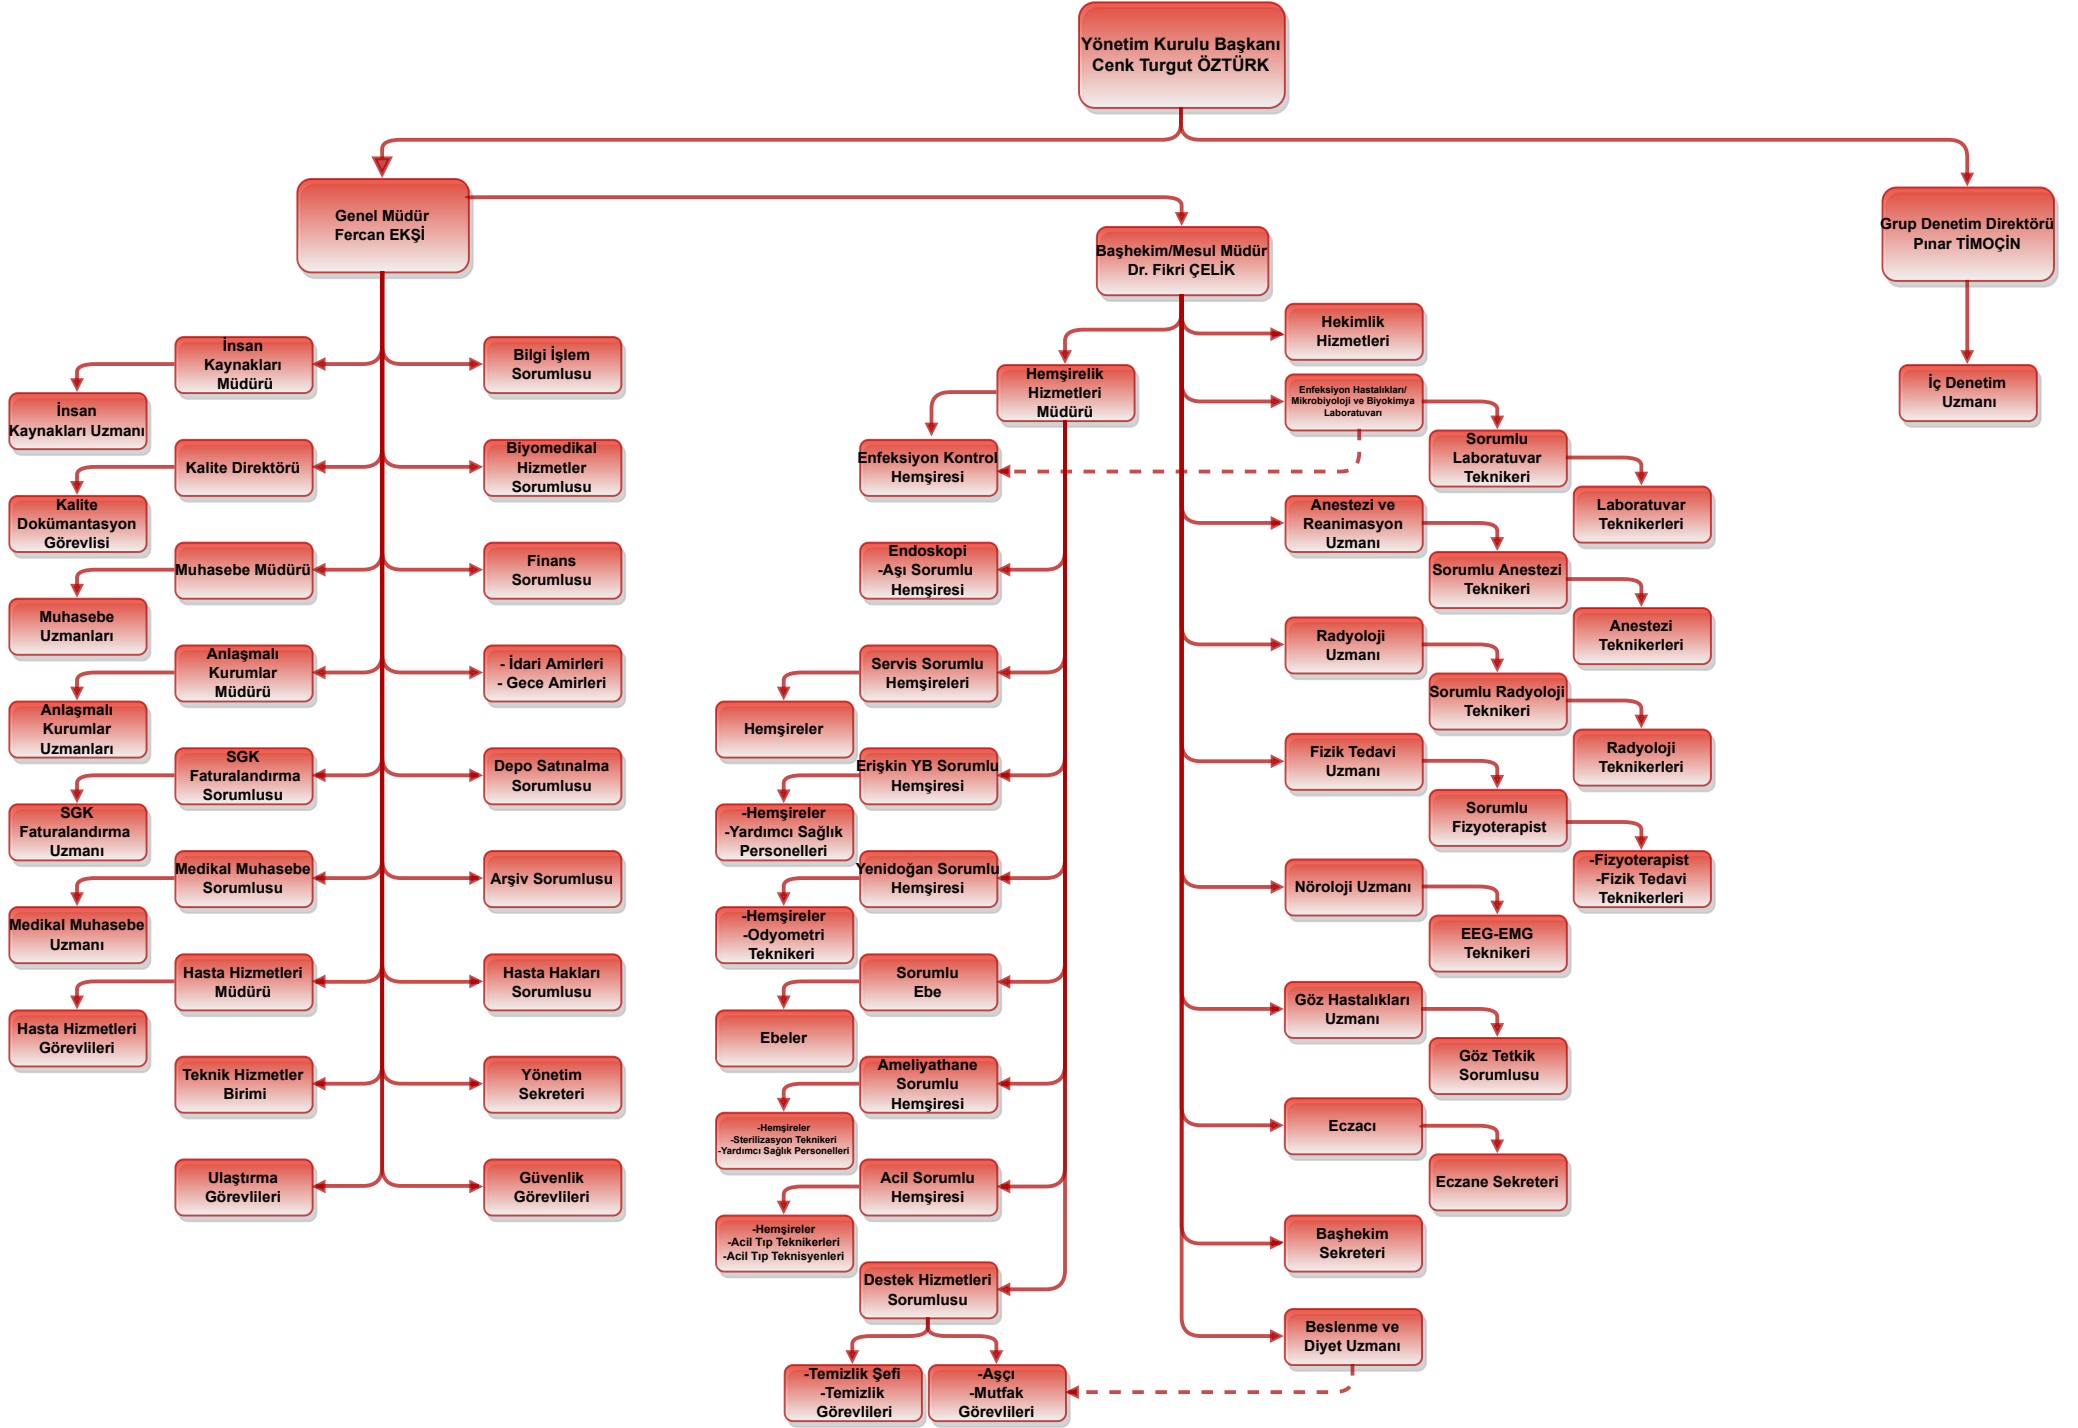 Yönetim Kurulu Başkanı
Cenk Turgut ÖZTÜRK
Genel Müdür
Fercan EKŞİ
Başhekim/Mesul Müdür
Dr. Fikri ÇELİK
Grup Denetim Direktörü
Pınar TİMOÇİN
İç Denetim
Uzmanı
İnsan
Kaynakları
Müdürü
İnsan
Kaynakları Uzmanı
Kalite Direktörü
Kalite
Dokümantasyon
Görevlisi
Muhasebe Müdürü
Muhasebe
Uzmanları
Anlaşmalı
Kurumlar
Müdürü
Anlaşmalı
Kurumlar
Uzmanları
SGK
Faturalandırma
Sorumlusu
SGK
Faturalandırma
Uzmanı
Medikal Muhasebe
Sorumlusu
Medikal Muhasebe
Uzmanı
Hasta Hizmetleri
Müdürü
Hasta Hizmetleri
Görevlileri
Teknik Hizmetler
Birimi
Ulaştırma
Görevlileri
Bilgi İşlem
Sorumlusu
Biyomedikal
Hizmetler
Sorumlusu
Finans
Sorumlusu
- İdari Amirleri
- Gece Amirleri
Depo Satınalma
Sorumlusu
Arşiv Sorumlusu
Hasta Hakları
Sorumlusu
Yönetim
Sekreteri
Güvenlik
Görevlileri
Hemşirelik
Hizmetleri
Müdürü
Enfeksiyon Kontrol
Hemşiresi
Endoskopi
-Aşı Sorumlu
Hemşiresi
Servis Sorumlu
Hemşireleri
Hemşireler
Erişkin YB Sorumlu
Hemşiresi
-Hemşireler
-Yardımcı Sağlık
Personelleri
Yenidoğan Sorumlu
Hemşiresi
-Hemşireler
-Odyometri
Teknikeri
Sorumlu
Ebe
Ebeler
Ameliyathane
Sorumlu
Hemşiresi
-Hemşireler
-Sterilizasyon Teknikeri
-Yardımcı Sağlık Personelleri
Acil Sorumlu
Hemşiresi
-Hemşireler
-Acil Tıp Teknikerleri
-Acil Tıp Teknisyenleri
Destek Hizmetleri
Sorumlusu
-Temizlik Şefi
-Temizlik
Görevlileri
-Aşçı
-Mutfak
Görevlileri
Hekimlik
Hizmetleri
Enfeksiyon Hastalıkları/
Mikrobiyoloji ve Biyokimya
Laboratuvarı
Sorumlu
Laboratuvar
Teknikeri
Laboratuvar
Teknikerleri
Anestezi ve
Reanimasyon
Uzmanı
Sorumlu Anestezi
Teknikeri
Anestezi
Teknikerleri
Radyoloji
Uzmanı
Sorumlu Radyoloji
Teknikeri
Radyoloji
Teknikerleri
Fizik Tedavi
Uzmanı
Sorumlu
Fizyoterapist
-Fizyoterapist
-Fizik Tedavi
Teknikerleri
Nöroloji Uzmanı
EEG-EMG
Teknikeri
Göz Hastalıkları
Uzmanı
Göz Tetkik
Sorumlusu
Eczacı
Eczane Sekreteri
Başhekim
Sekreteri
Beslenme ve
Diyet Uzmanı